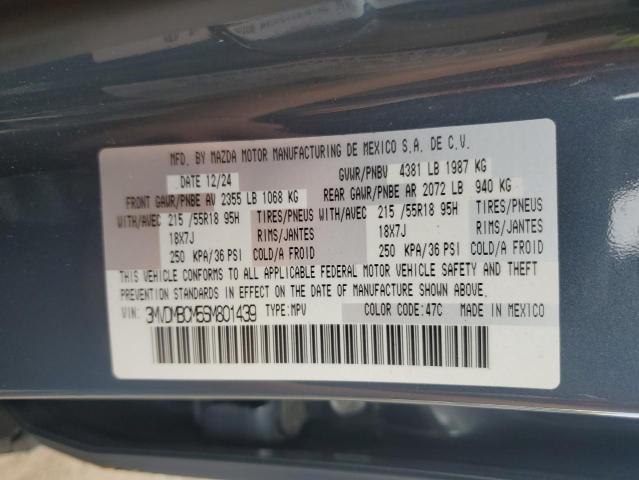 MFD. BY MAZDA MOTOR MANUFACTURING DE MEXICO S.A. DE C.V.
DATE 12/24 GVWR/PNBV 4381 LB 1987 KG
FRONT GAWR/PNBE AV 2355 LB 1068 KG REAR GAWR/PNBE AR 2072 LB 940 KG
WITH/AVEC 215 /55R18 95H TIRES/PNEUS WITH/AVEC 215 /55R18 95H TIRES/PNEUS
18X7J RIMS/JANTES 18X7J RIMS/JANTES
250 KPA/36 PSI COLD/A FROID 250 KPA/36 PSI COLD/A FROID
THIS VEHICLE CONFORMS TO ALL APPLICABLE FEDERAL MOTOR VEHICLE SAFETY AND THEFT
PREVENTION STANDARDS IN EFFECT ON THE DATE OF MANUFACTURE SHOWN ABOVE.
VIN: 3MVDMBCM5SM801439 TYPE:MPV COLOR CODE:47C MADE IN MEXICO